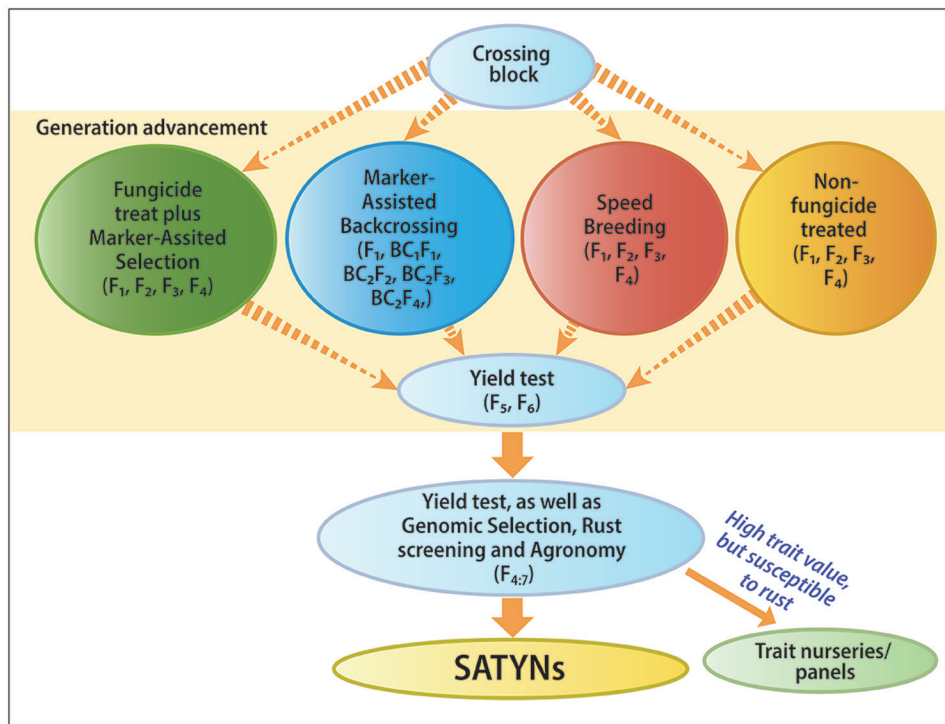 Crossing
block
Generation advancement
Fungicide
treat plus
Marker-Assited
Selection
(F₁, F₂, F₃, F₄)
Marker-
Assisted
Backcrossing
(F₁, BC₁F₁,
BC₂F₂, BC₂F₃,
BC₂F₄,)
Speed
Breeding
(F₁, F₂, F₃,
F₄)
Non-
fungicide
treated
(F₁, F₂, F₃,
F₄)
Yield test
(F₅, F₆)
Yield test, as well as
Genomic Selection, Rust
screening and Agronomy
(F₄:₇)
High trait value,
but susceptible
to rust
SATYNs
Trait nurseries/
panels